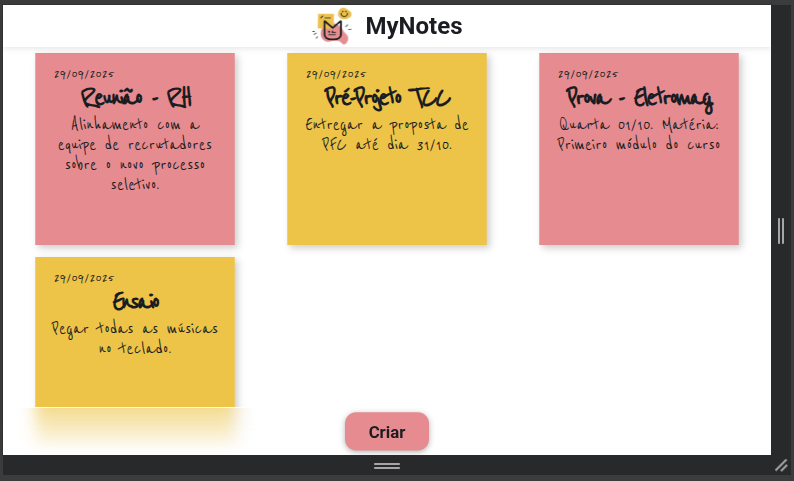 MyNotes
29/09/2025
Reunião - RH
Alinhamento com a
equipe de recrutadores
sobre o novo processo
seletivo.
29/09/2025
Pré-Projeto TCC
Entregar a proposta de
PFC até dia 31/10.
29/09/2025
Prova - Eletromag
Quarta 01/10. Matéria:
Primeiro módulo do curso
29/09/2025
Ensaio
Pegar todas as músicas
no teclado.
Criar